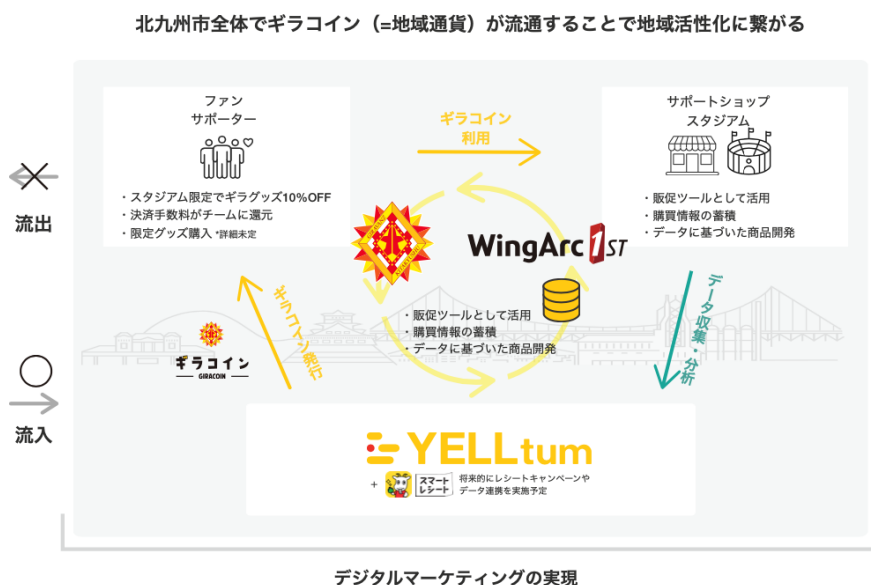 北九州市全体でギラコイン（=地域通貨）が流通することで地域活性化に繋がる
ファン
サポーター
・スタジアム限定でギラグッズ10%OFF
・決済手数料がチームに還元
・限定グッズ購入 *詳細未定
ギラコイン
利用
サポートショップ
スタジアム
・販促ツールとして活用
・購買情報の蓄積
・データに基づいた商品開発
流出
流入
WingArc1ST
・販促ツールとして活用
・購買情報の蓄積
・データに基づいた商品開発
ギラコイン発行
データ収集・分析
ギラコイン
GIRACOIN
YELLtum
+
スマート
レシート
将来的にレシートキャンペーンや
データ連携を実施予定
デジタルマーケティングの実現